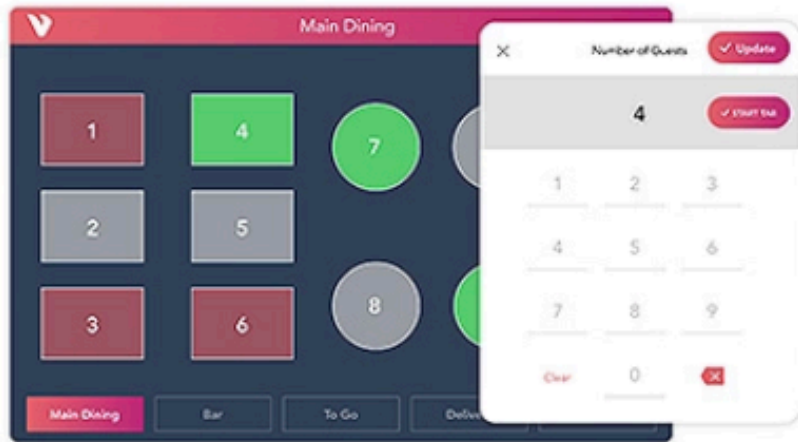 Main Dining
1
4
7
2
5
8
3
6
Main Dining
Bar
To Go
Number of Guests
Update
4
START TAB
1 2 3
4 5 6
7 8 9
Clear 0